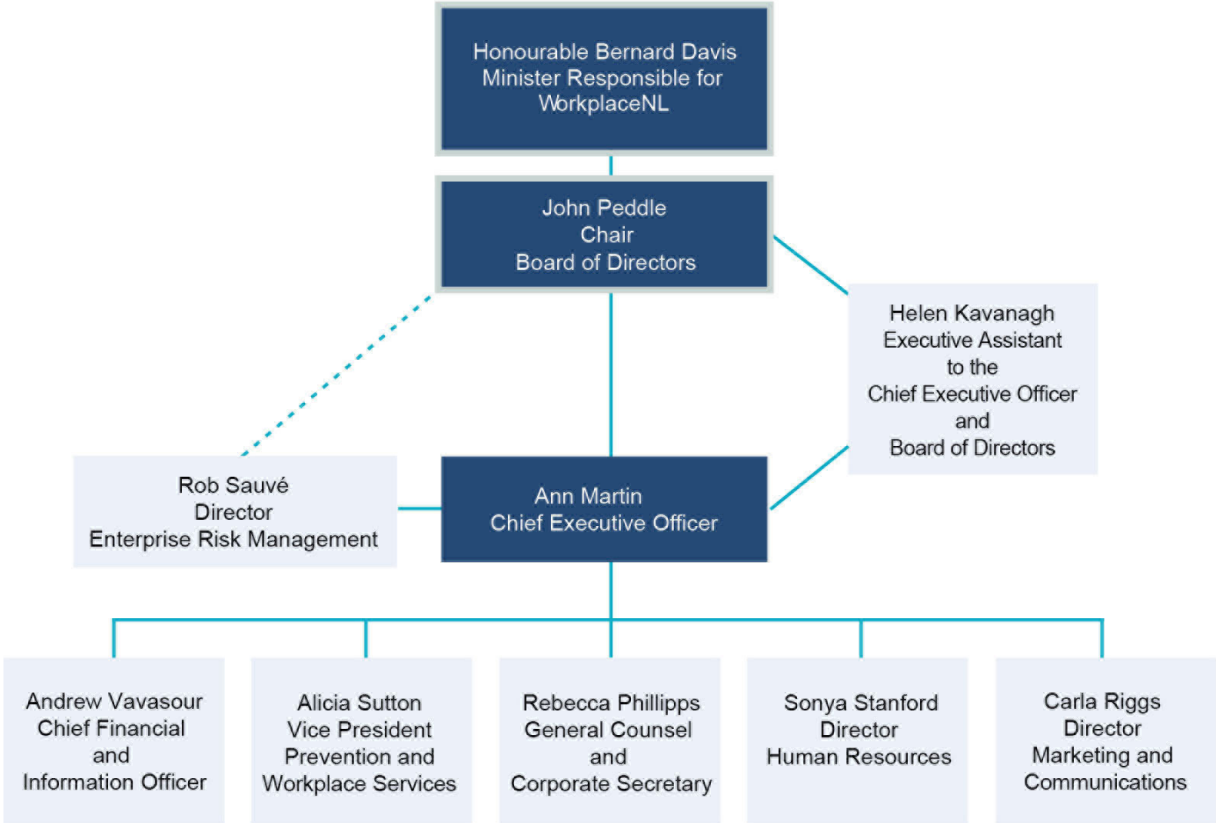 Honourable Bernard Davis
Minister Responsible for
WorkplaceNL
John Peddle
Chair
Board of Directors
Helen Kavanagh
Executive Assistant
to the
Chief Executive Officer
and
Board of Directors
Rob Sauvé
Director
Enterprise Risk Management
Ann Martin
Chief Executive Officer
Andrew Vavasour
Chief Financial
and
Information Officer
Alicia Sutton
Vice President
Prevention and
Workplace Services
Rebecca Phillipps
General Counsel
and
Corporate Secretary
Sonya Stanford
Director
Human Resources
Carla Riggs
Director
Marketing and
Communications